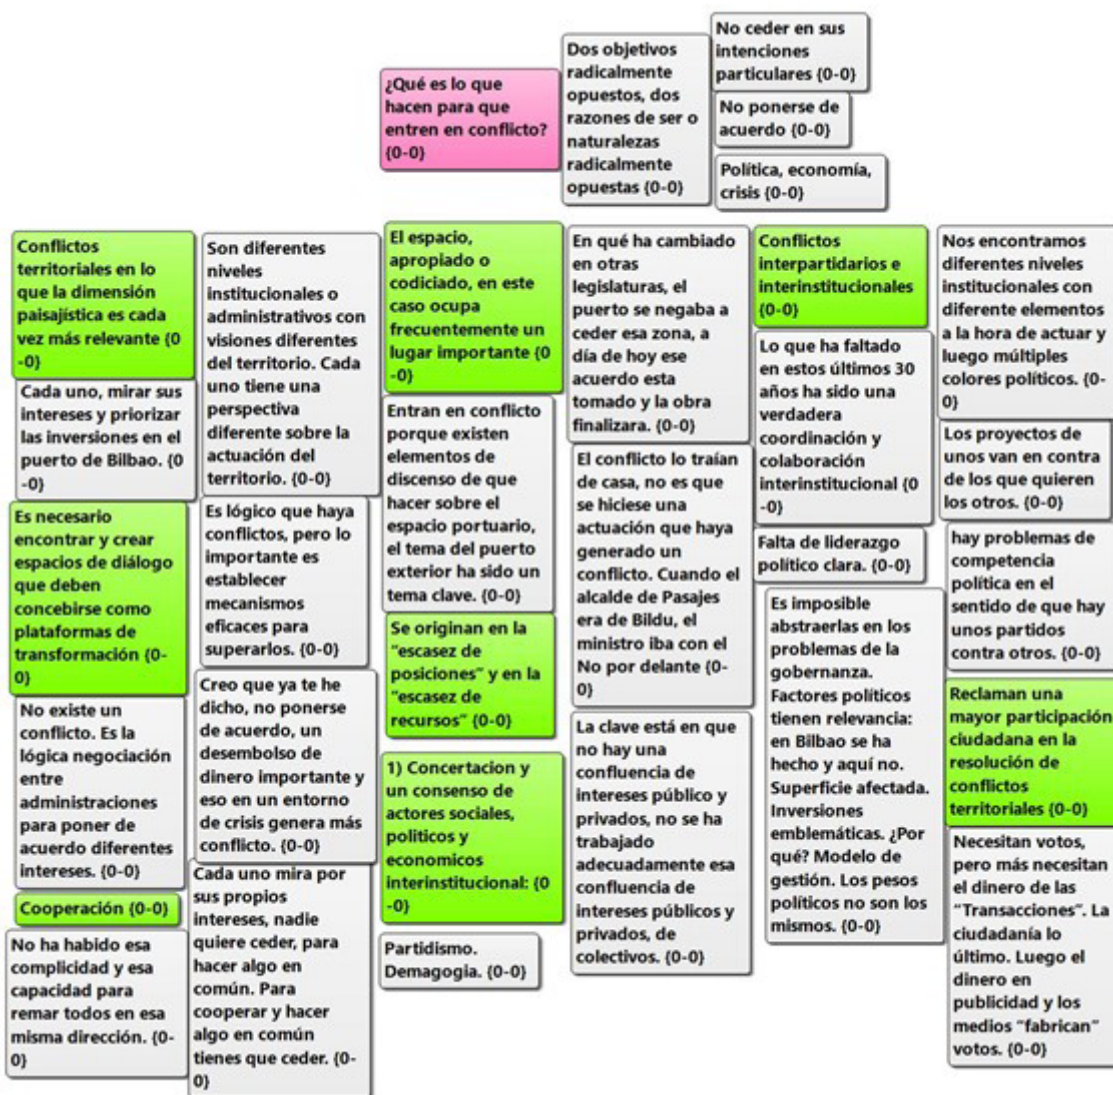 ¿Qué es lo que
hacen para que
entren en conflicto?
{0-0}
Dos objetivos
radicalmente
opuestos, dos
razones de ser o
naturalezas
radicalmente
opuestas {0-0}
No ceder en sus
intenciones
particulares {0-0}
No ponerse de
acuerdo {0-0}
Política, economía,
crisis {0-0}
Conflictos
territoriales en lo
que la dimensión
paisajística es cada
vez más relevante {0
-0}
Cada uno, mirar sus
intereses y priorizar
las inversiones en el
puerto de Bilbao. {0
-0}
Es necesario
encontrar y crear
espacios de diálogo
que deben
concebirse como
plataformas de
transformación {0-
0}
No existe un
conflicto. Es la
lógica negociación
entre
administraciones
para poner de
acuerdo diferentes
intereses. {0-0}
Cooperación {0-0}
No ha habido esa
complicidad y esa
capacidad para
remar todos en esa
misma dirección. {0-
0}
Son diferentes
niveles
institucionales o
administrativos con
visiones diferentes
del territorio. Cada
uno tiene una
perspectiva
diferente sobre la
actuación del
territorio. {0-0}
Es lógico que haya
conflictos, pero lo
importante es
establecer
mecanismos
eficaces para
superarlos. {0-0}
Creo que ya te he
dicho, no ponerse
de acuerdo, un
desembolso de
dinero importante y
eso en un entorno
de crisis genera más
conflicto. {0-0}
Cada uno mira por
sus propios
intereses, nadie
quiere ceder, para
hacer algo en
común. Para
cooperar y hacer
algo en común
tienes que ceder. {0-
0}
El espacio,
apropiado o
codiciado, en este
caso ocupa
frecuentemente un
lugar importante {0
-0}
Entran en conflicto
porque existen
elementos de
discenso de que
hacer sobre el
espacio portuario,
el tema del puerto
exterior ha sido un
tema clave. {0-0}
Se originan en la
"escasez de
posiciones" y en la
"escasez de
recursos" {0-0}
1) Concertacion y
un consenso de
actores sociales,
politicos y
economicos
interinstitucional: {0
-0}
Partidismo.
Demagogia. {0-0}
En qué ha cambiado
en otras
legislaturas, el
puerto se negaba a
ceder esa zona, a
día de hoy ese
acuerdo esta
tomado y la obra
finalizara. {0-0}
El conflicto lo traían
de casa, no es que
se hiciese una
actuación que haya
generado un
conflicto. Cuando el
alcalde de Pasajes
era de Bildu, el
ministro iba con el
No por delante {0-
0}
La clave está en que
no hay una
confluencia de
intereses público y
privados, no se ha
trabajado
adecuadamente esa
confluencia de
intereses públicos y
privados, de
colectivos. {0-0}
Conflictos
interpartidarios e
interinstitucionales
{0-0}
Lo que ha faltado
en estos últimos 30
años ha sido una
verdadera
coordinación y
colaboración
interinstitucional {0
-0}
Falta de liderazgo
político clara. {0-0}
Es imposible
abstraerlas en los
problemas de la
gobernanza.
Factores políticos
tienen relevancia:
en Bilbao se ha
hecho y aquí no.
Superficie afectada.
Inversiones
emblemáticas. ¿Por
qué? Modelo de
gestión. Los pesos
políticos no son los
mismos. {0-0}
Nos encontramos
diferentes niveles
institucionales con
diferente elementos
a la hora de actuar y
luego múltiples
colores políticos. {0-
0}
Los proyectos de
unos van en contra
de los que quieren
los otros. {0-0}
hay problemas de
competencia
política en el
sentido de que hay
unos partidos
contra otros. {0-0}
Reclaman una
mayor participación
ciudadana en la
resolución de
conflictos
territoriales {0-0}
Necesitan votos,
pero más necesitan
el dinero de las
"Transacciones". La
ciudadanía lo
último. Luego el
dinero en
publicidad y los
medios "fabrican"
votos. {0-0}